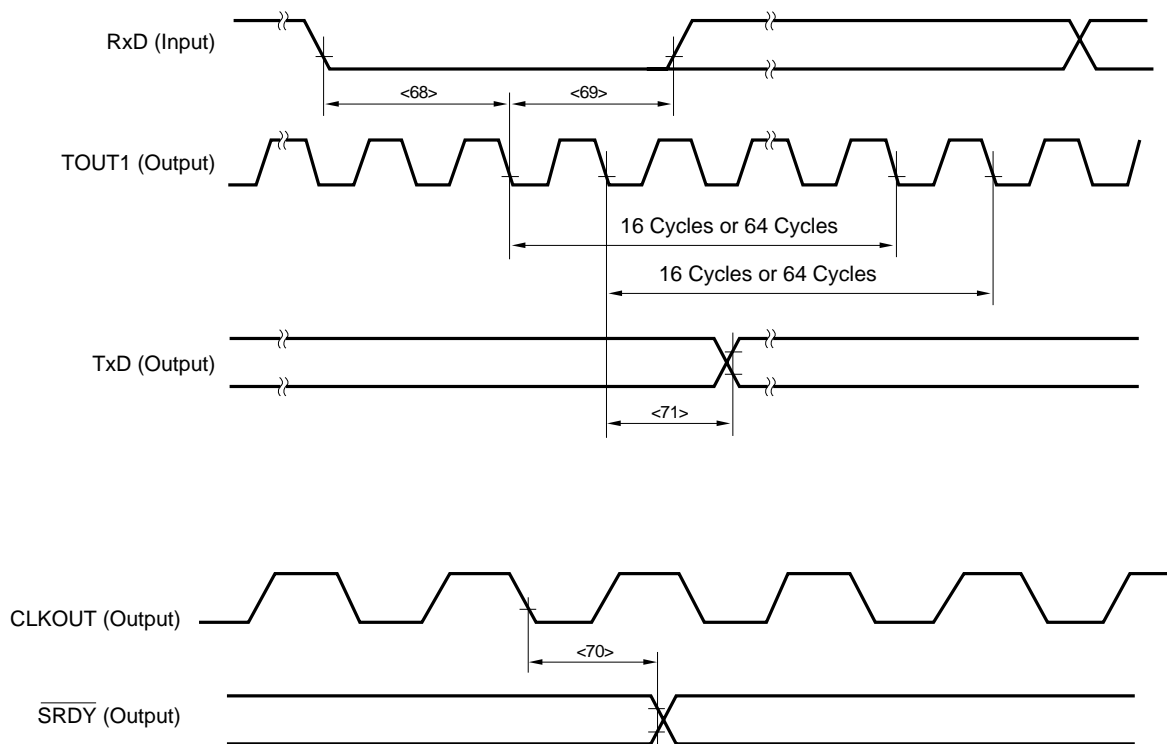 RxD (Input)
<68>
<69>
TOUT1 (Output)
16 Cycles or 64 Cycles
16 Cycles or 64 Cycles
TxD (Output)
<71>
CLKOUT (Output)
<70>
SRDY (Output)